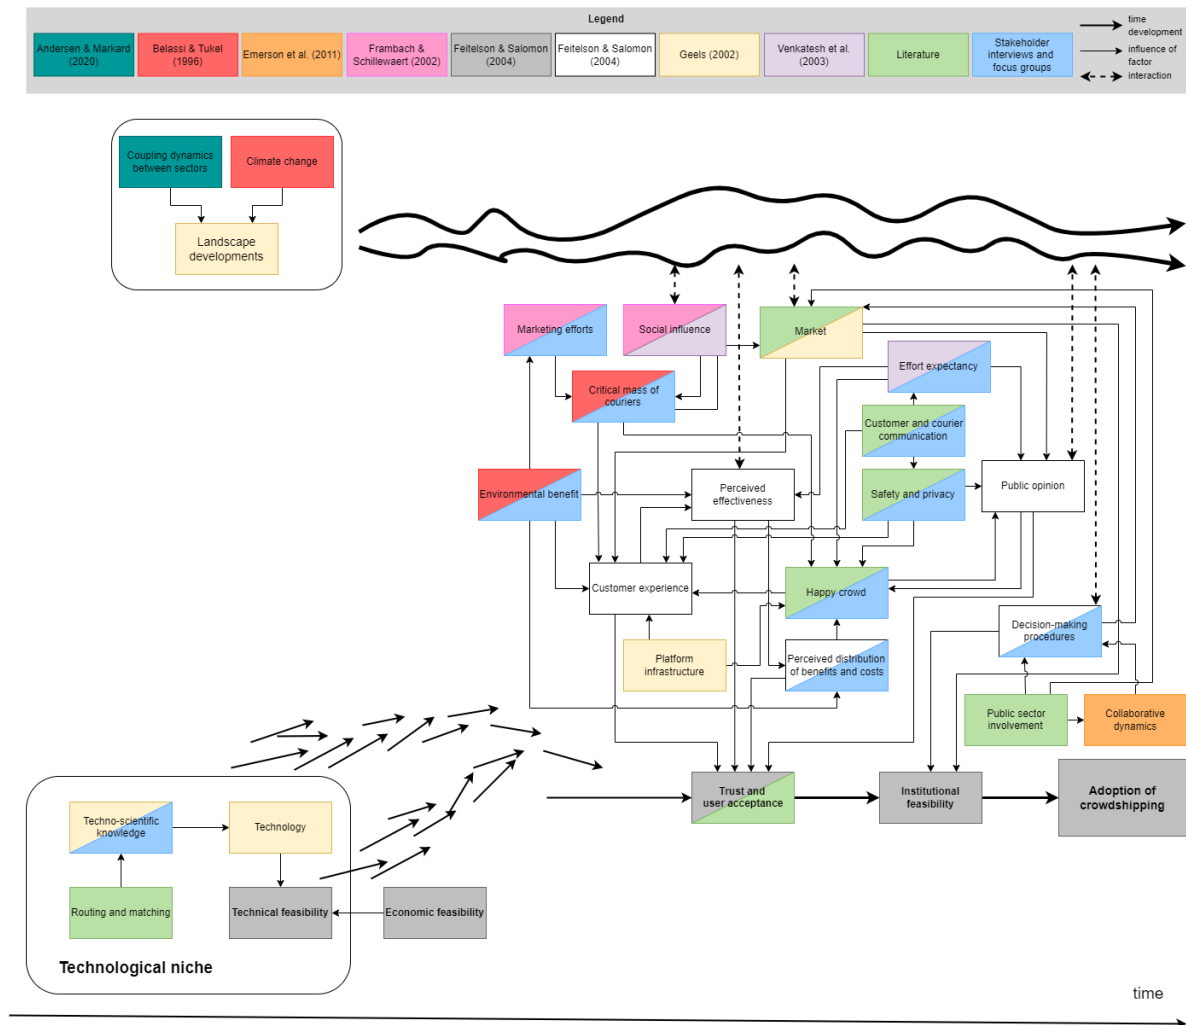 Legend
Andersen & Markard
(2020)
Belassi & Tukel
(1996)
Emerson et al. (2011)
Frambach &
Schillewaert (2002)
Feitelson & Salomon
(2004)
Feitelson & Salomon
(2004)
Geels (2002)
Venkatesh et al.
(2003)
Literature
Stakeholder
interviews and
focus groups
time
development
influence of
factor
interaction
Coupling dynamics
between sectors
Climate change
Landscape
developments
Marketing efforts
Social influence
Market
Effort expectancy
Critical mass of
couriers
Customer and courier
communication
Environmental benefit
Perceived
effectiveness
Safety and privacy
Public opinion
Customer experience
Happy crowd
Decision-making
procedures
Platform
infrastructure
Perceived distribution
of benefits and costs
Public sector
involvement
Collaborative
dynamics
Trust and
user acceptance
Institutional
feasibility
Adoption of
crowdshipping
Techno-scientific
knowledge
Technology
Routing and matching
Technical feasibility
Economic feasibility
Technological niche
time